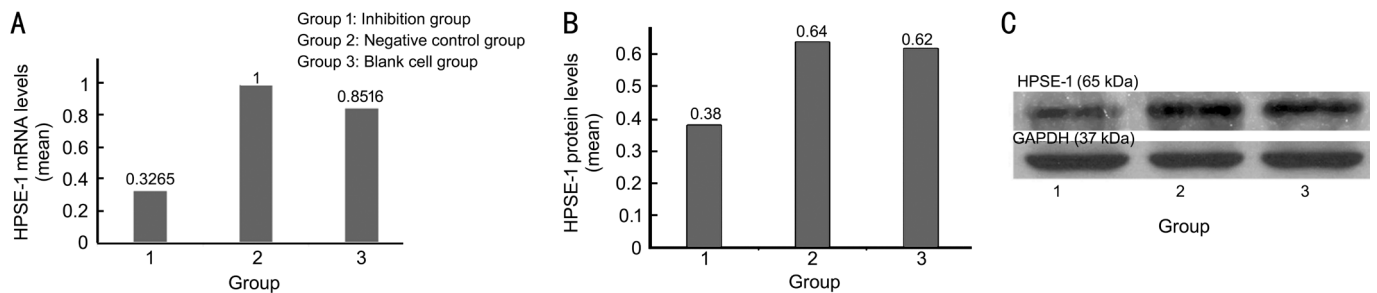 A
Group 1: Inhibition group
Group 2: Negative control group
Group 3: Blank cell group
HPSE-1 mRNA levels
(mean)
1
0.8
0.6
0.4
0.2
0
0.3265
1
0.8516
1
2
3
Group
B
HPSE-1 protein levels
(mean)
0.6
0.5
0.4
0.3
0.2
0.1
0
0.38
0.64
0.62
1
2
3
Group
C
HPSE-1 (65 kDa)
GAPDH (37 kDa)
1
2
3
Group